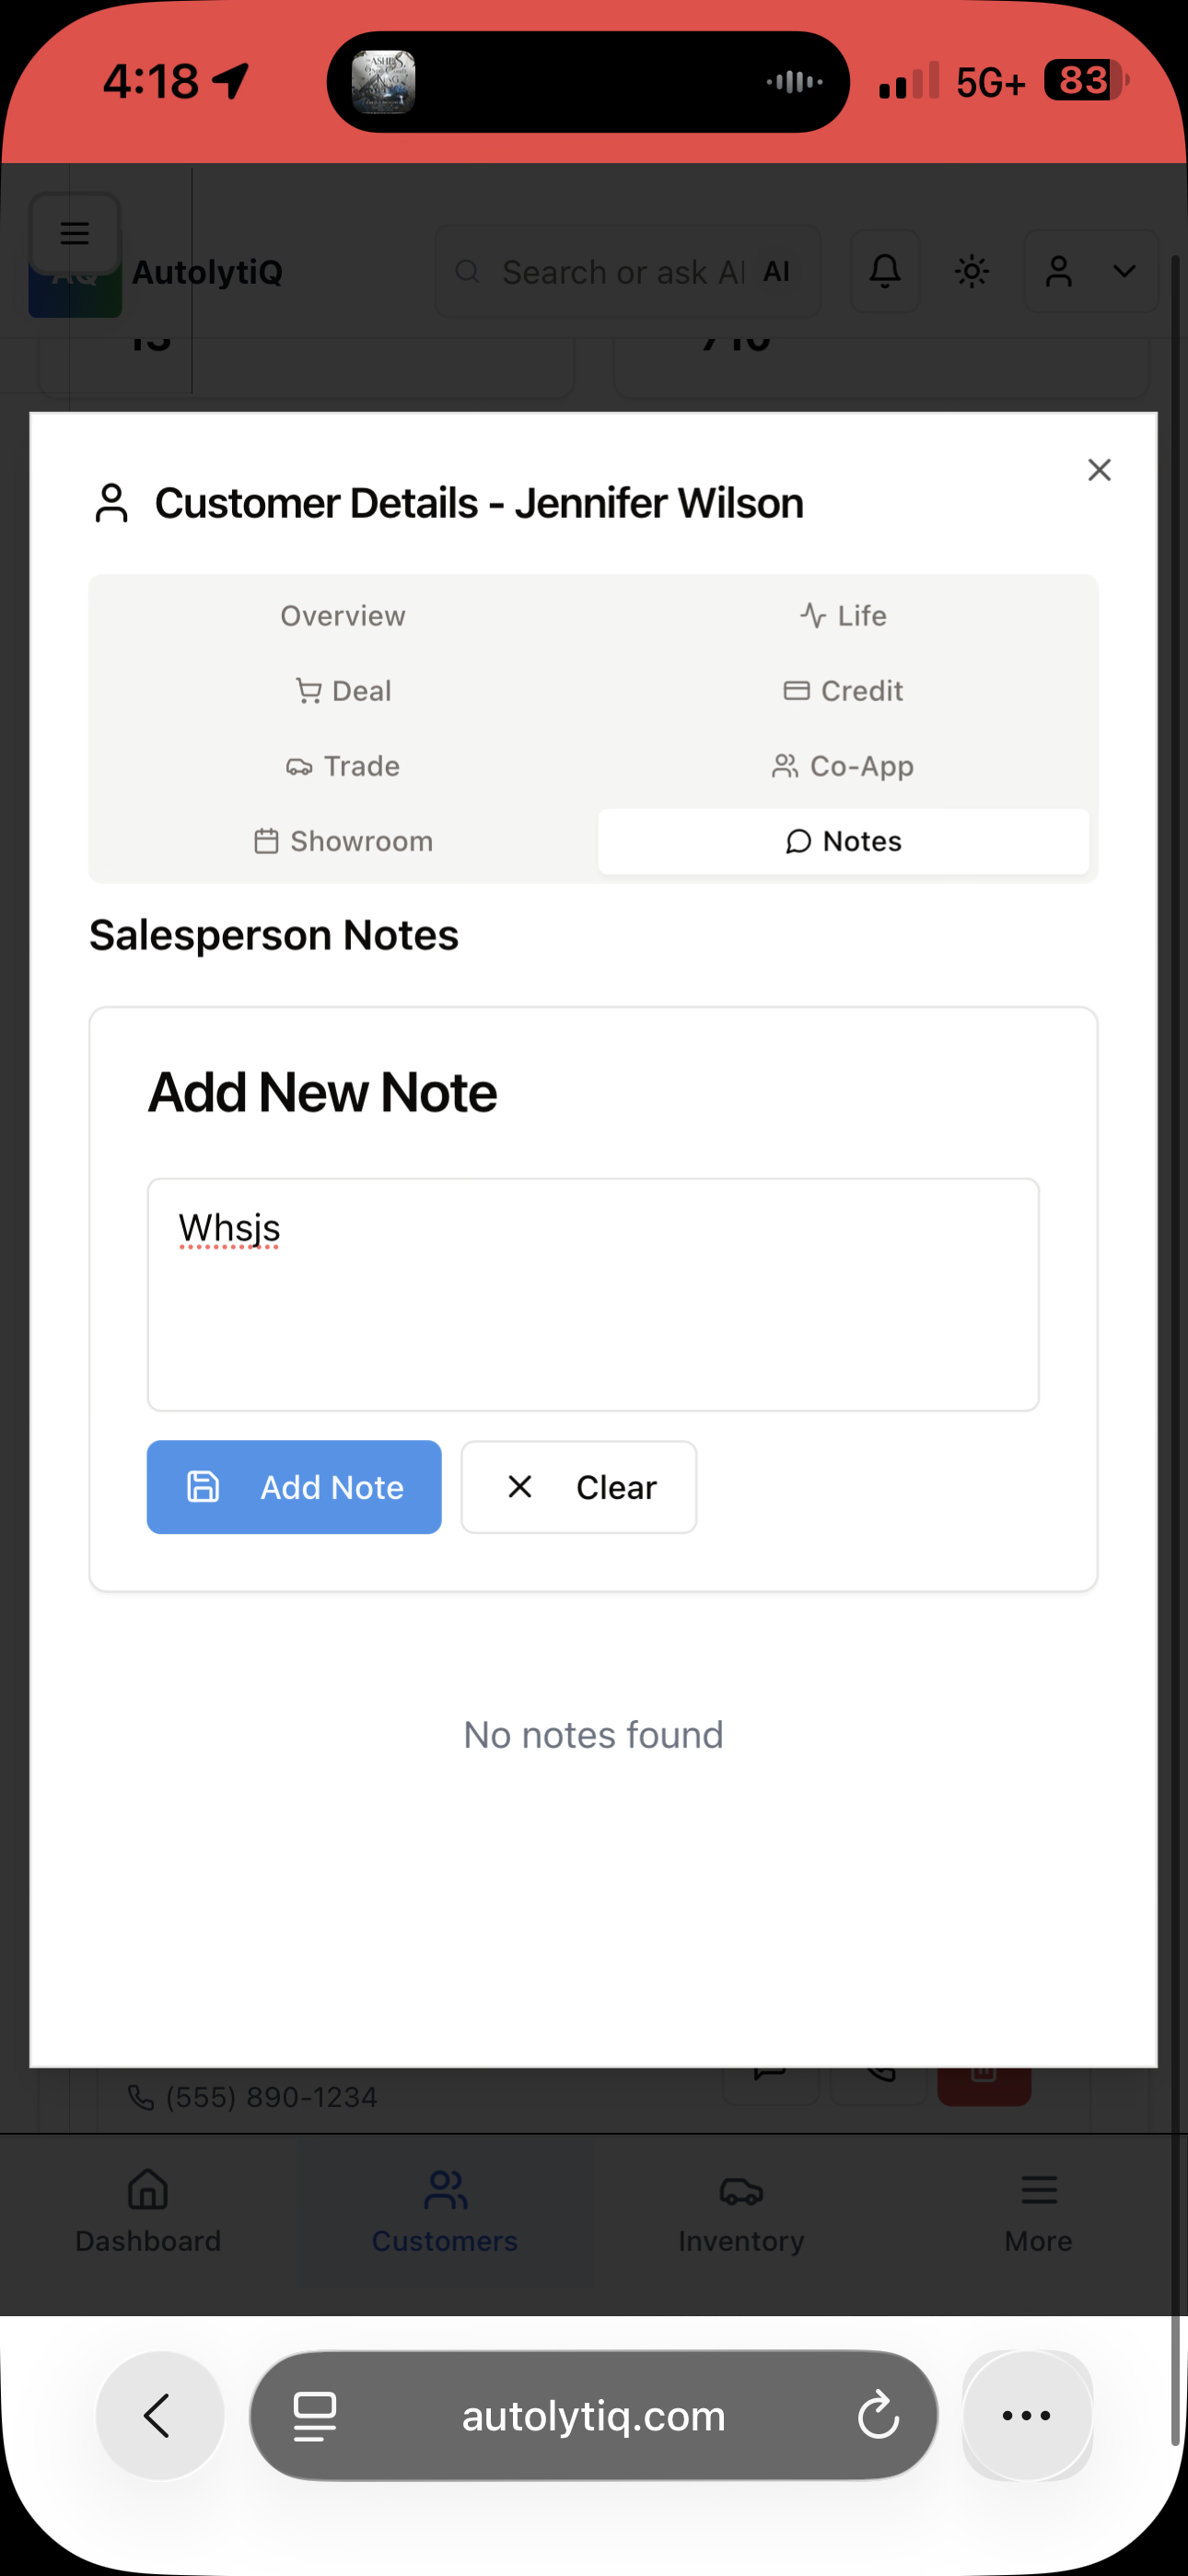 4:18
5G+
83
AQ
AutolytiQ
Search or ask AI
AI
Customer Details - Jennifer Wilson
Overview
Life
Deal
Credit
Trade
Co-App
Showroom
Notes
Salesperson Notes
Add New Note
Whsjs
Add Note
Clear
No notes found
(555) 890-1234
Dashboard
Customers
Inventory
More
autolytiq.com